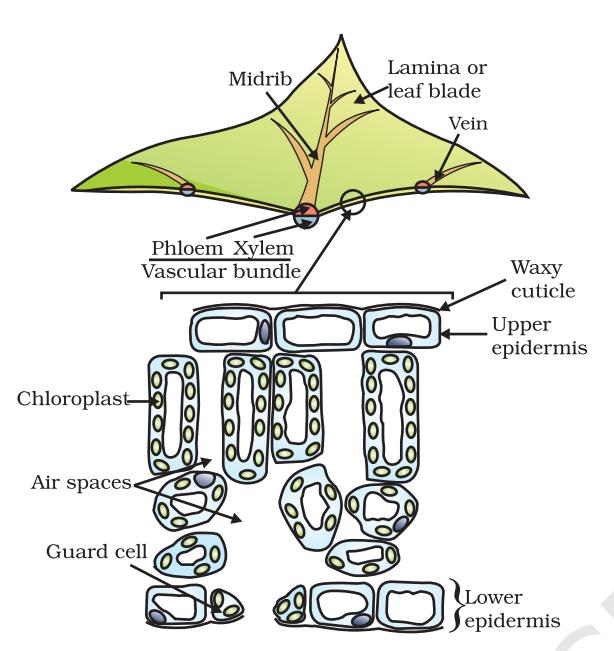 Midrib
Lamina or
leaf blade
Vein
Phloem Xylem
Vascular bundle
Waxy
cuticle
Upper
epidermis
Chloroplast
Air spaces
Guard cell
Lower
epidermis